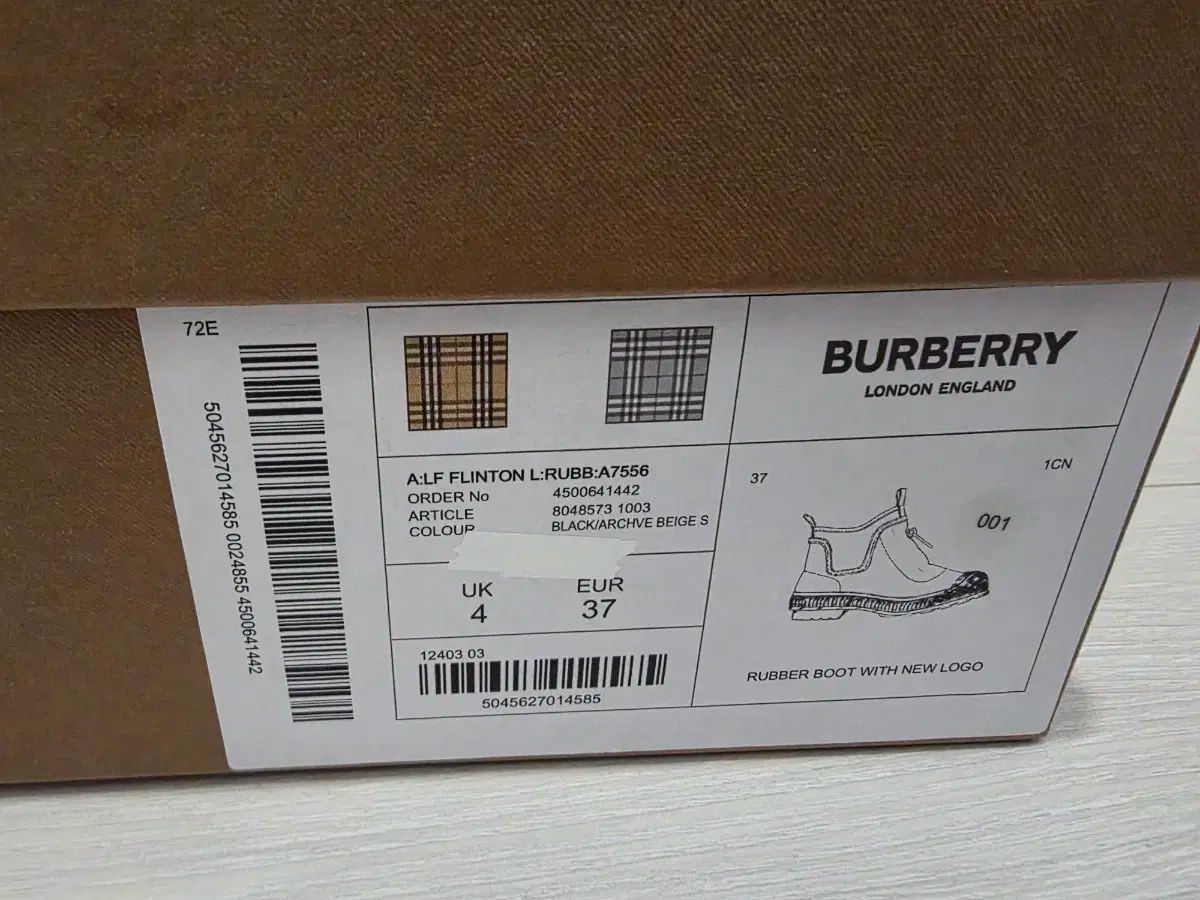 72E
5045627014585 0024855 4500641442
BURBERRY
LONDON ENGLAND
A:LF FLINTON L:RUBB:A7556
ORDER No 4500641442
ARTICLE 8048573 1003
COLOUR BLACK/ARCHVE BEIGE S
UK EUR
4 37
12403 03
5045627014585
37 1CN
001
RUBBER BOOT WITH NEW LOGO